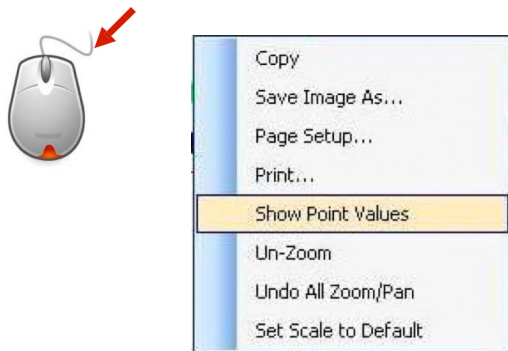 Copy
Save Image As...
Page Setup...
Print...
Show Point Values
Un-Zoom
Undo All Zoom/Pan
Set Scale to Default